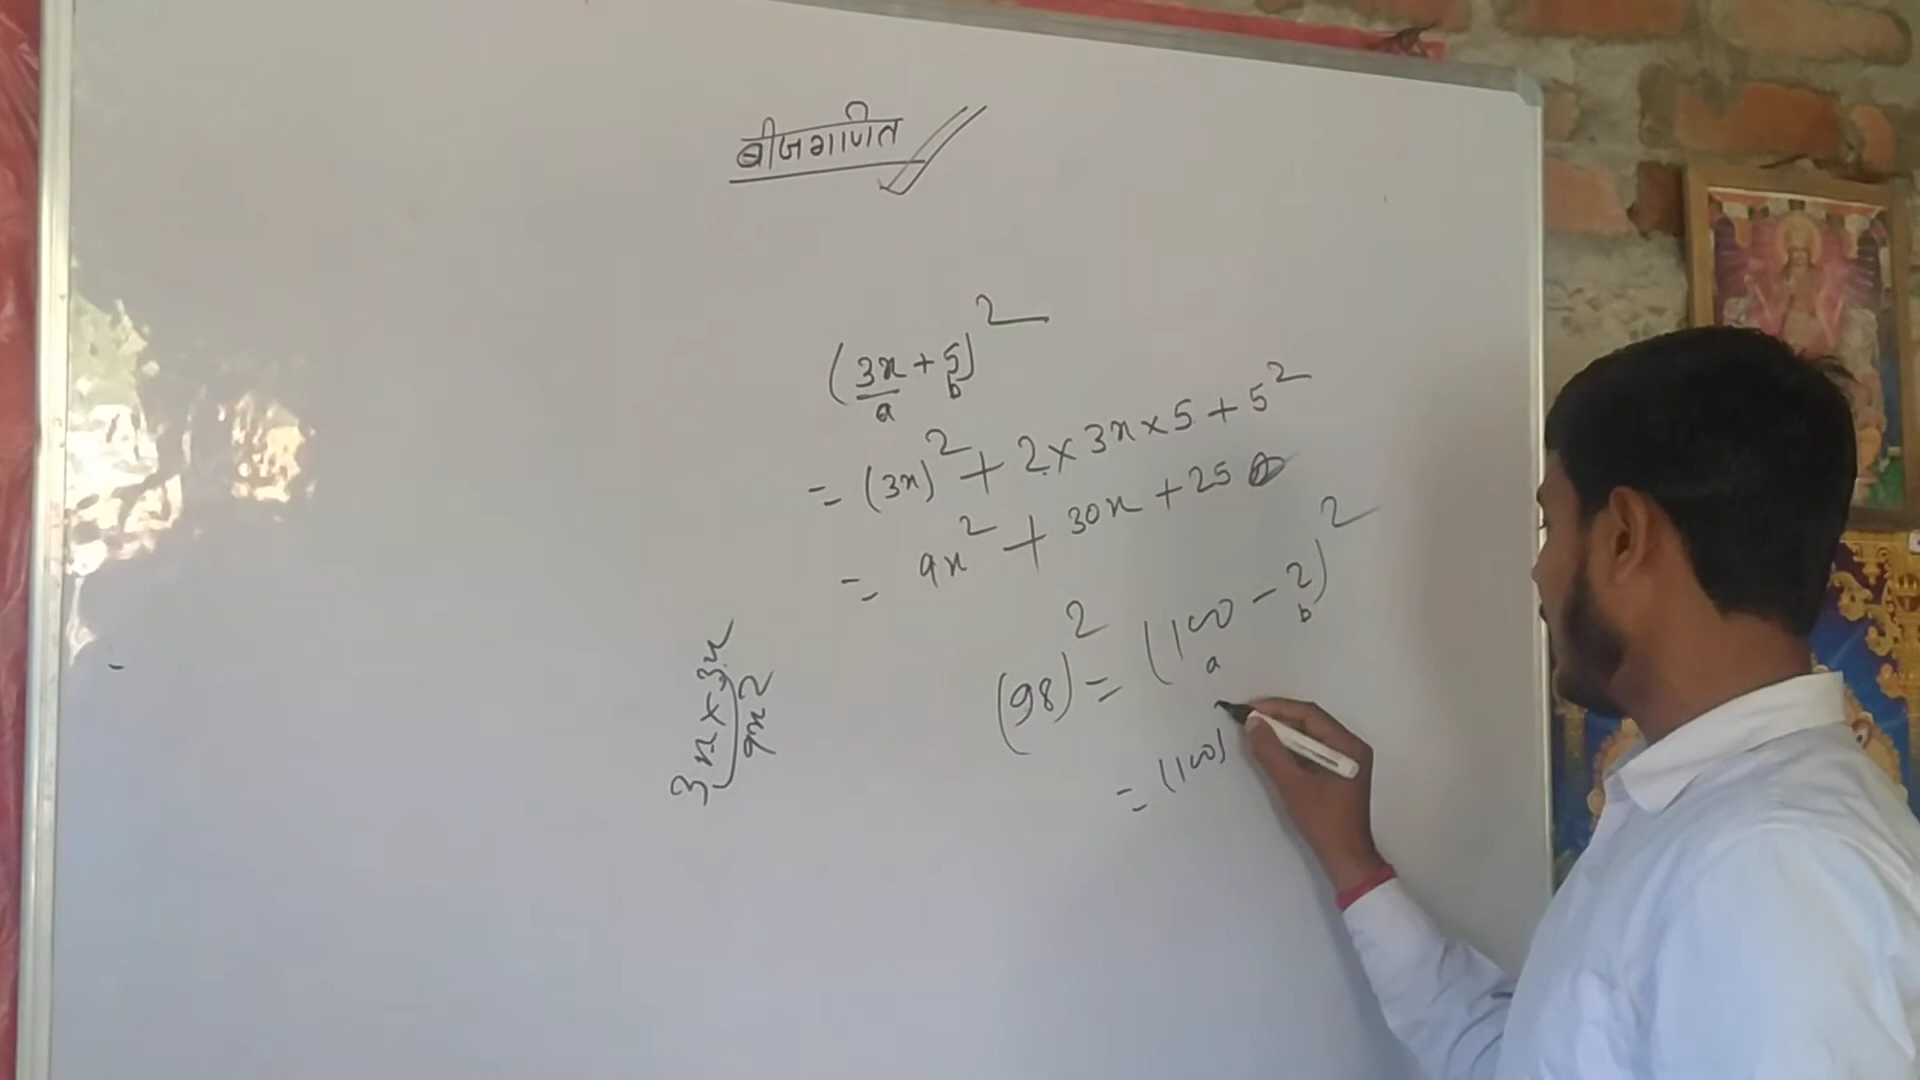 बीजगणित
(3x + 5)²
a b
= (3x)² + 2 × 3x × 5 + 5²
= 9x² + 30x + 25
(98)² = (100 - 2)²
a b
= (100)
3x × 3x
9x²